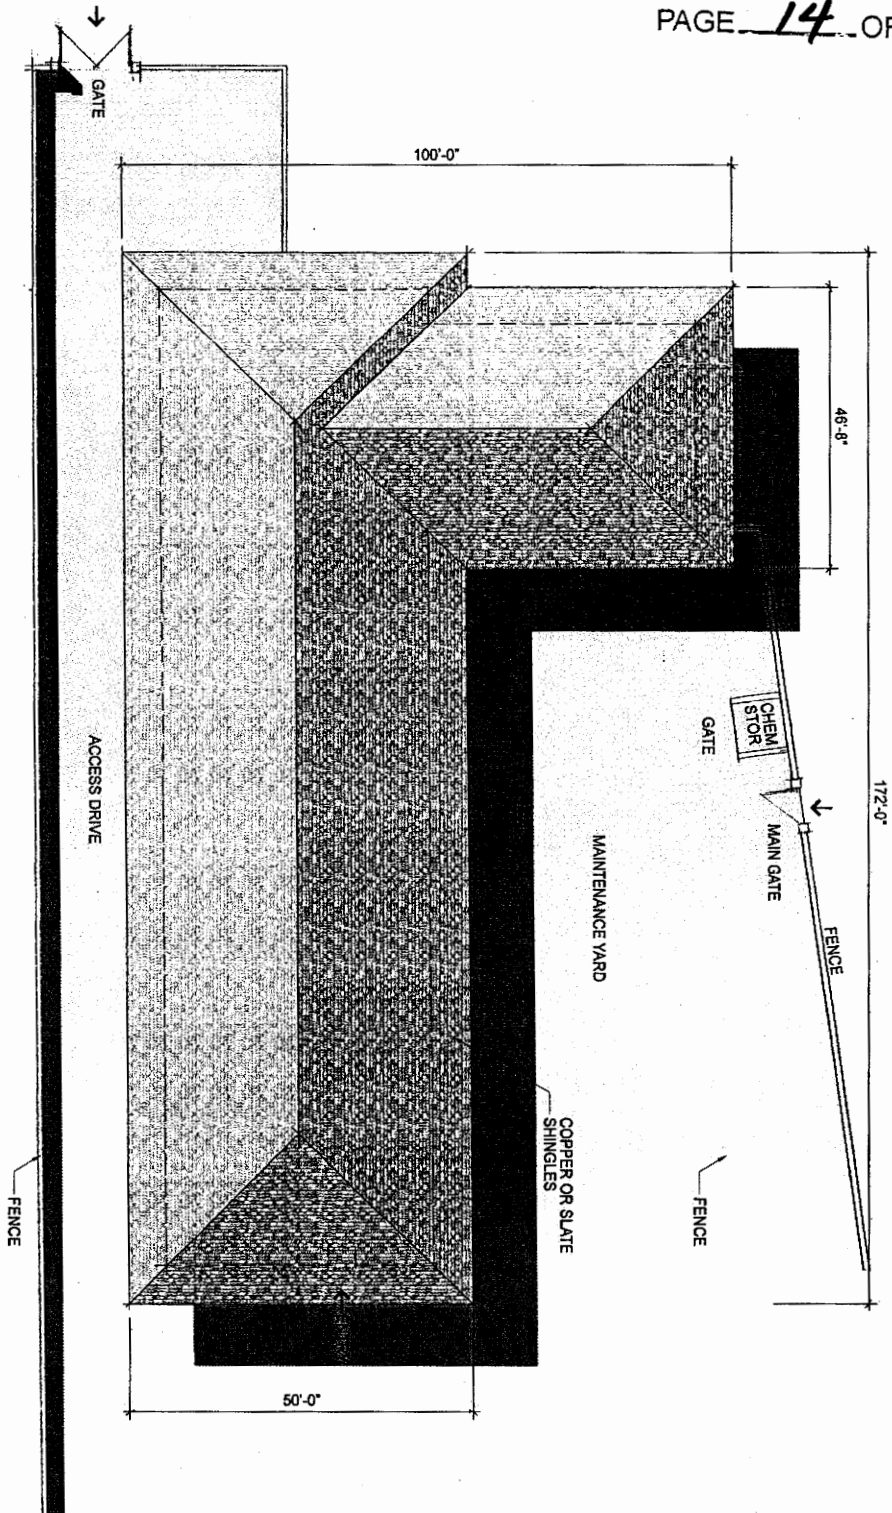 PAGE 14 OF
GATE
100'-0"
46'-8"
172'-0"
CHEM
STOR
GATE
MAIN GATE
FENCE
MAINTENANCE YARD
ACCESS DRIVE
COPPER OR SLATE
SHINGLES
FENCE
FENCE
50'-0"